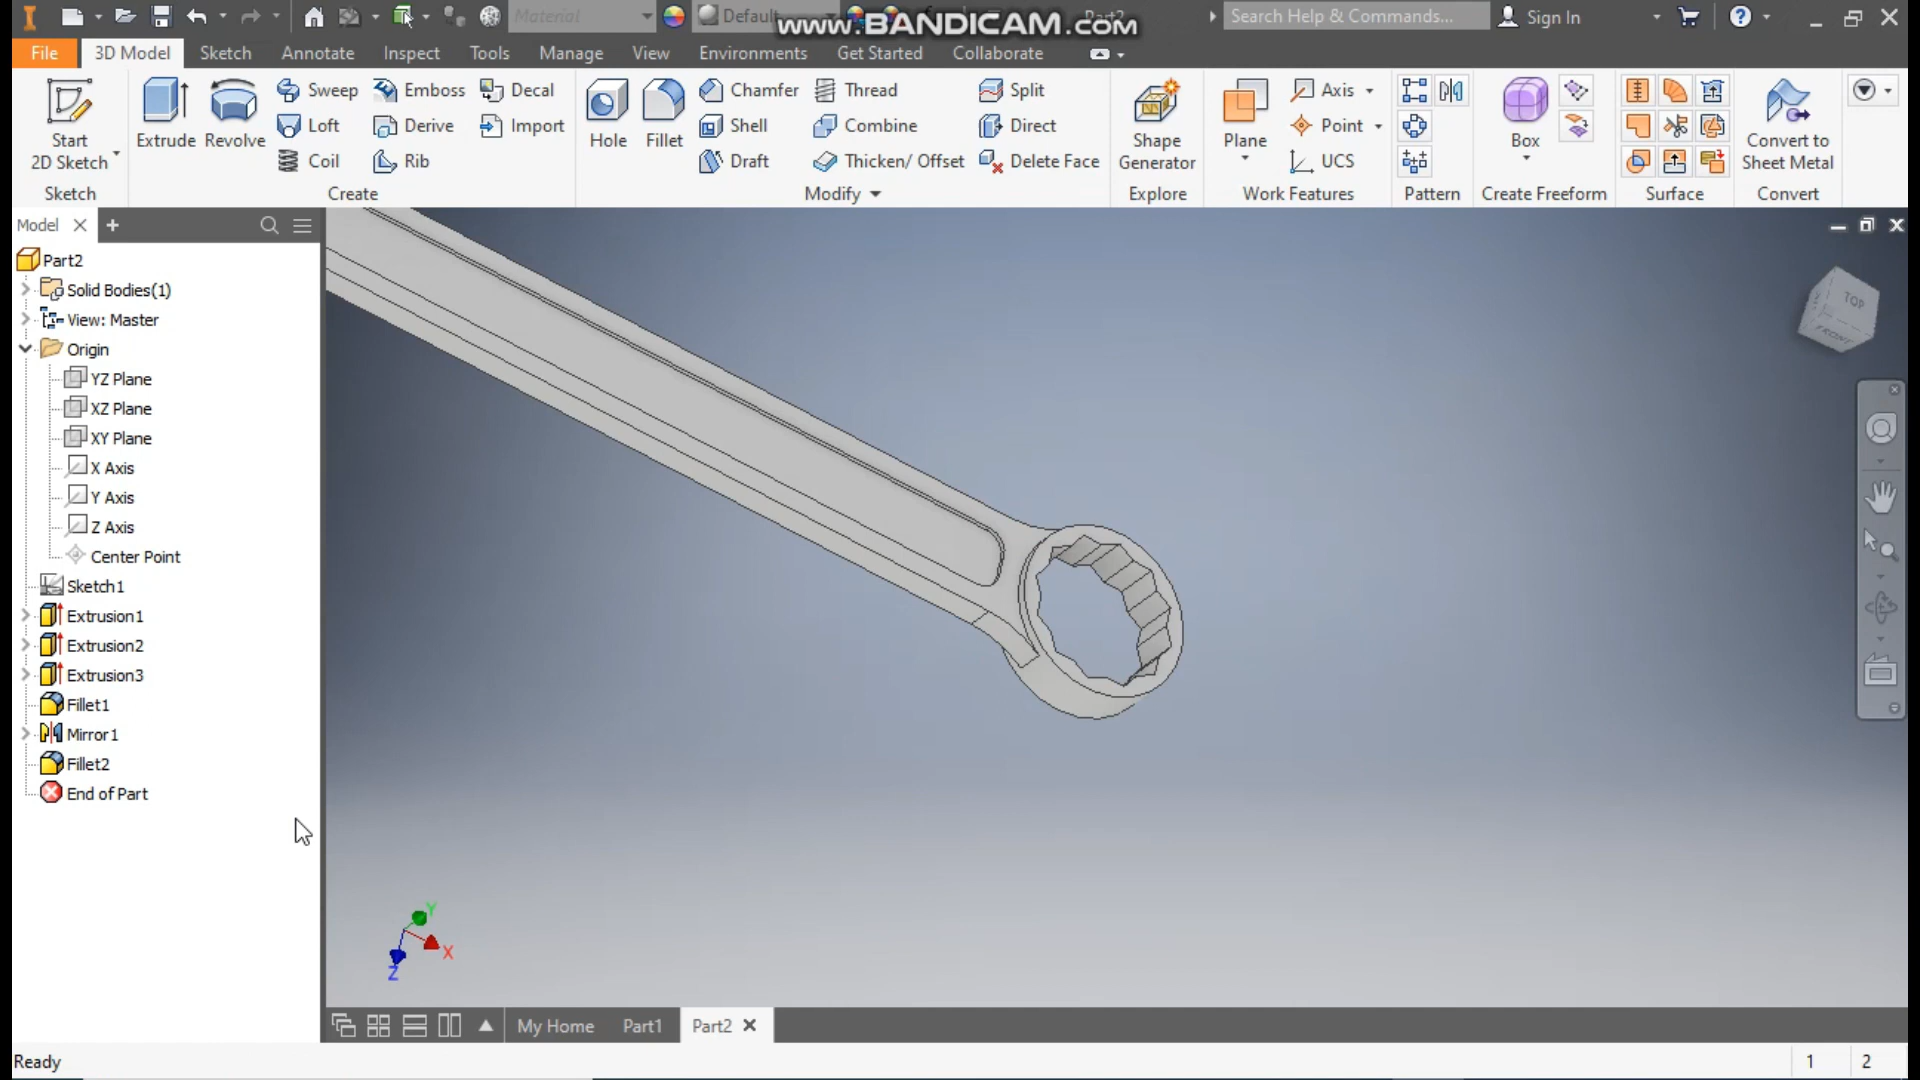 Material
Default
www.BANDICAM.com
Search Help & Commands...
Sign In
File
3D Model
Sketch
Annotate
Inspect
Tools
Manage
View
Environments
Get Started
Collaborate
Start
2D Sketch
Extrude
Revolve
Sweep
Loft
Coil
Emboss
Derive
Rib
Decal
Import
Hole
Fillet
Chamfer
Shell
Draft
Thread
Combine
Thicken/ Offset
Split
Direct
Delete Face
Shape
Generator
Plane
Axis
Point
UCS
Box
Convert to
Sheet Metal
Sketch
Create
Modify
Explore
Work Features
Pattern
Create Freeform
Surface
Convert
Model
Part2
Solid Bodies(1)
View: Master
Origin
YZ Plane
XZ Plane
XY Plane
X Axis
Y Axis
Z Axis
Center Point
Sketch1
Extrusion1
Extrusion2
Extrusion3
Fillet1
Mirror1
Fillet2
End of Part
TOP
FRONT
Y
X
Z
My Home
Part1
Part2
Ready
1
2